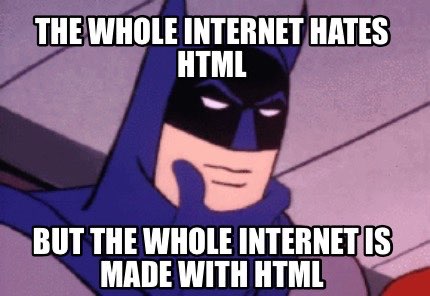 THE WHOLE INTERNET HATES
HTML
BUT THE WHOLE INTERNET IS
MADE WITH HTML